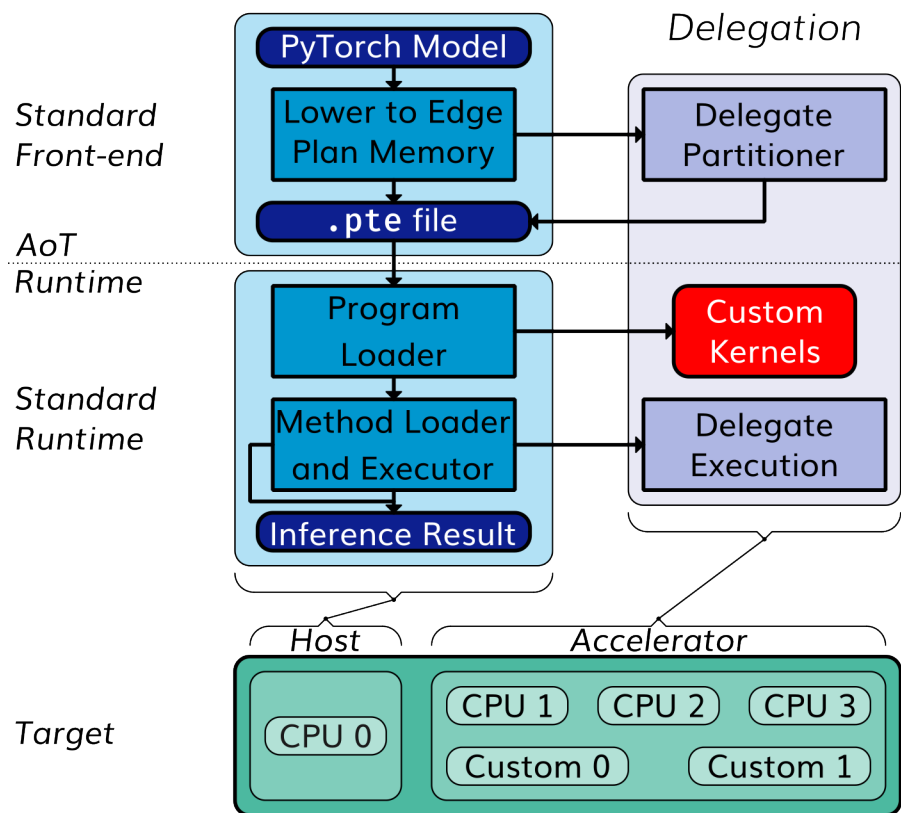 PyTorch Model
Delegation
Standard
Front-end
Lower to Edge
Plan Memory
Delegate
Partitioner
.pte file
AoT
Runtime
Program
Loader
Custom
Kernels
Standard
Runtime
Method Loader
and Executor
Delegate
Execution
Inference Result
Host
Accelerator
Target
CPU 0
CPU 1
CPU 2
CPU 3
Custom 0
Custom 1